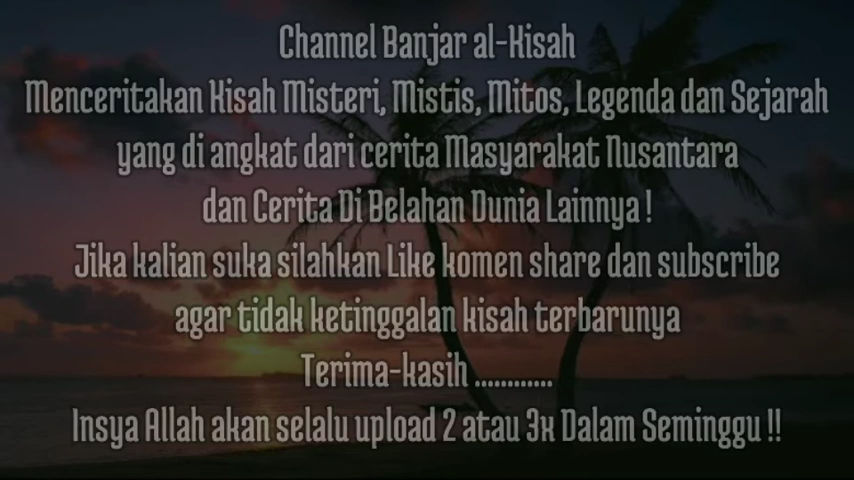 Channel Banjar al-Kisah
Menceritakan Kisah Misteri, Mistis, Mitos, Legenda dan Sejarah
yang di angkat dari cerita Masyarakat Nusantara
dan Cerita Di Belahan Dunia Lainnya !
Jika kalian suka silahkan Like komen share dan subscribe
agar tidak ketinggalan kisah terbarunya
Terima-kasih ............
Insya Allah akan selalu upload 2 atau 3x Dalam Seminggu !!